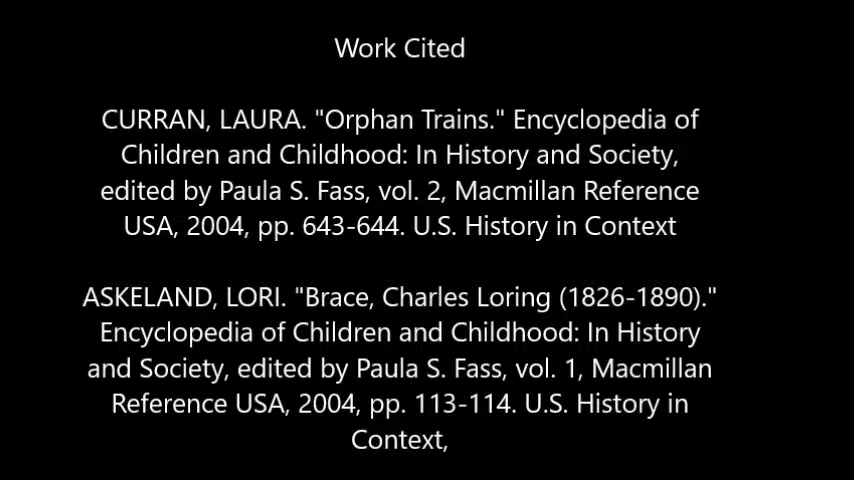 Work Cited
CURRAN, LAURA. "Orphan Trains." Encyclopedia of
Children and Childhood: In History and Society,
edited by Paula S. Fass, vol. 2, Macmillan Reference
USA, 2004, pp. 643-644. U.S. History in Context
ASKELAND, LORI. "Brace, Charles Loring (1826-1890)."
Encyclopedia of Children and Childhood: In History
and Society, edited by Paula S. Fass, vol. 1, Macmillan
Reference USA, 2004, pp. 113-114. U.S. History in
Context,